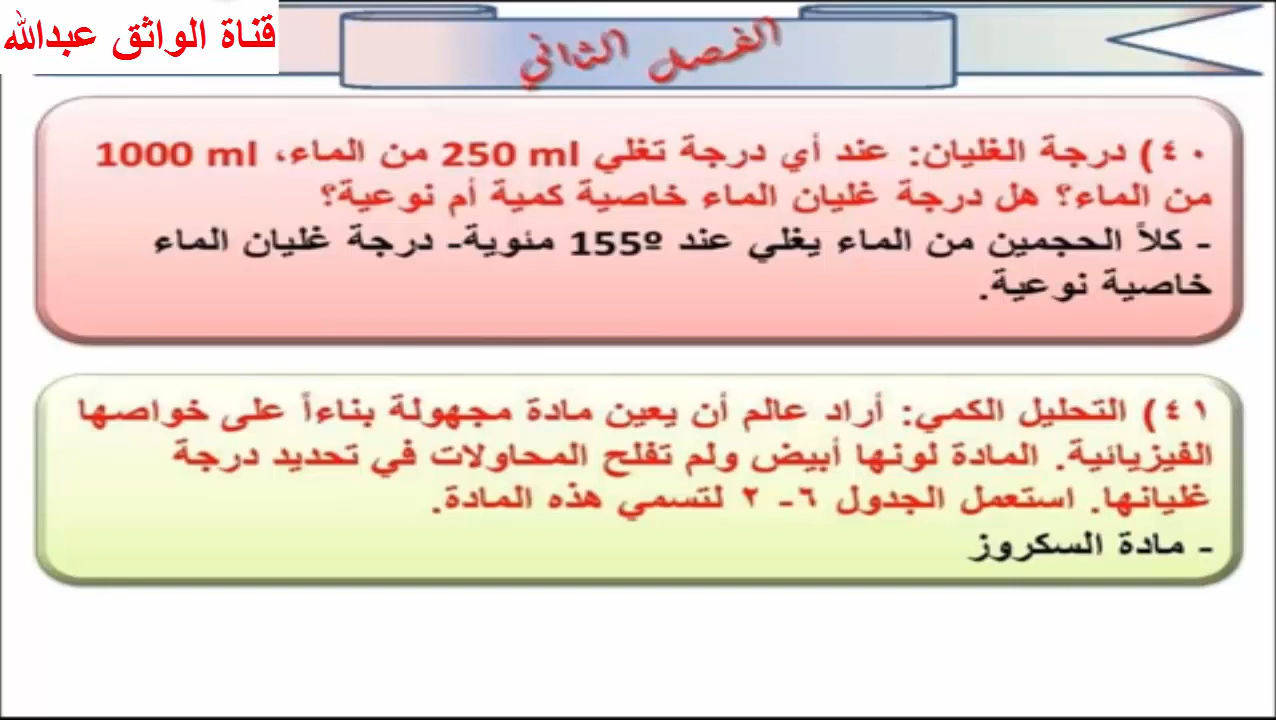 قناة الواثق عبدالله
الفصل الثاني
٤٠) درجة الغليان: عند أي درجة تغلي 250 ml من الماء، 1000 ml
من الماء؟ هل درجة غليان الماء خاصية كمية أم نوعية؟
- كلاً الحجمين من الماء يغلي عند 155º مئوية- درجة غليان الماء
خاصية نوعية.
٤١) التحليل الكمي: أراد عالم أن يعين مادة مجهولة بناءاً على خواصها
الفيزيائية. المادة لونها أبيض ولم تفلح المحاولات في تحديد درجة
غليانها. استعمل الجدول ٦- ٢ لتسمي هذه المادة.
- مادة السكروز